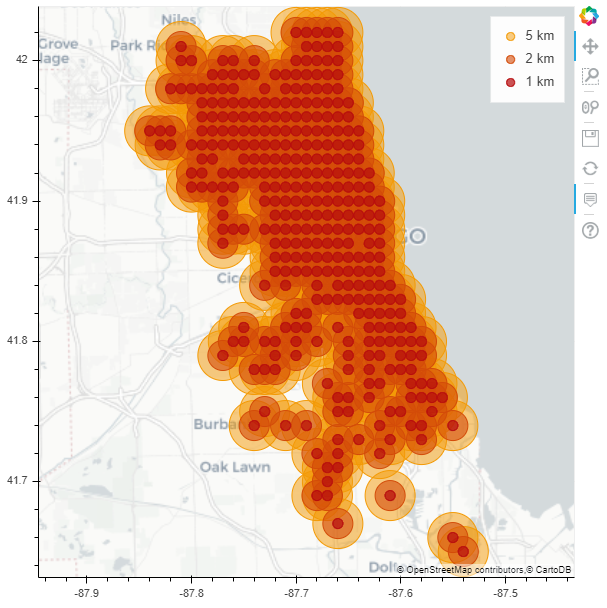 Niles
Grove
lage
Park R
5 km
2 km
1 km
42
41.9
GO
Cice
41.8
Burba
Oak Lawn
41.7
Dol
© OpenStreetMap contributors,© CartoDB
-87.9
-87.8
-87.7
-87.6
-87.5